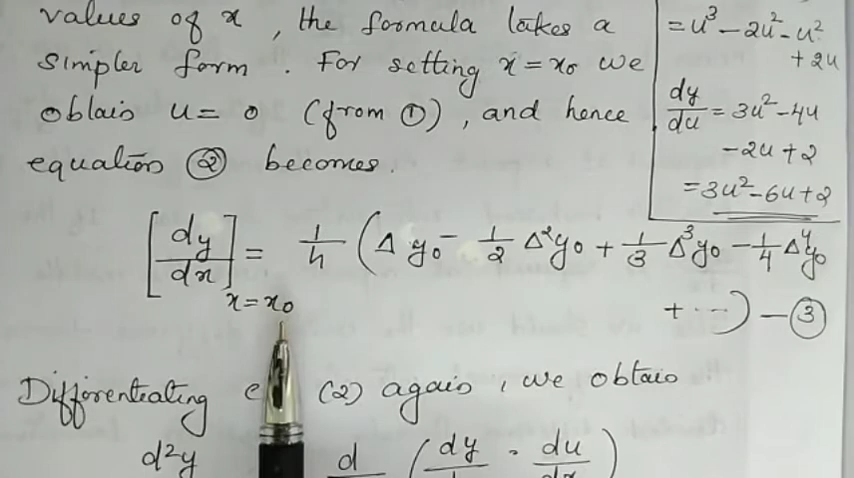 values of x, the formula takes a
simpler form. For setting x = x₀ we
obtain u = 0 (from ①), and hence
equation ② becomes.
[dy/dx]ₓ₌ₓ₀ = 1/h (Δy₀ - 1/2 Δ²y₀ + 1/3 Δ³y₀ - 1/4 Δ⁴y₀
+ ...) — ③
Differentiating (2) again, we obtain
d²y d (dy · du
= u³ - 2u² - u²
+ 2u
dy/du = 3u² - 4u
- 2u + 2
= 3u² - 6u + 2